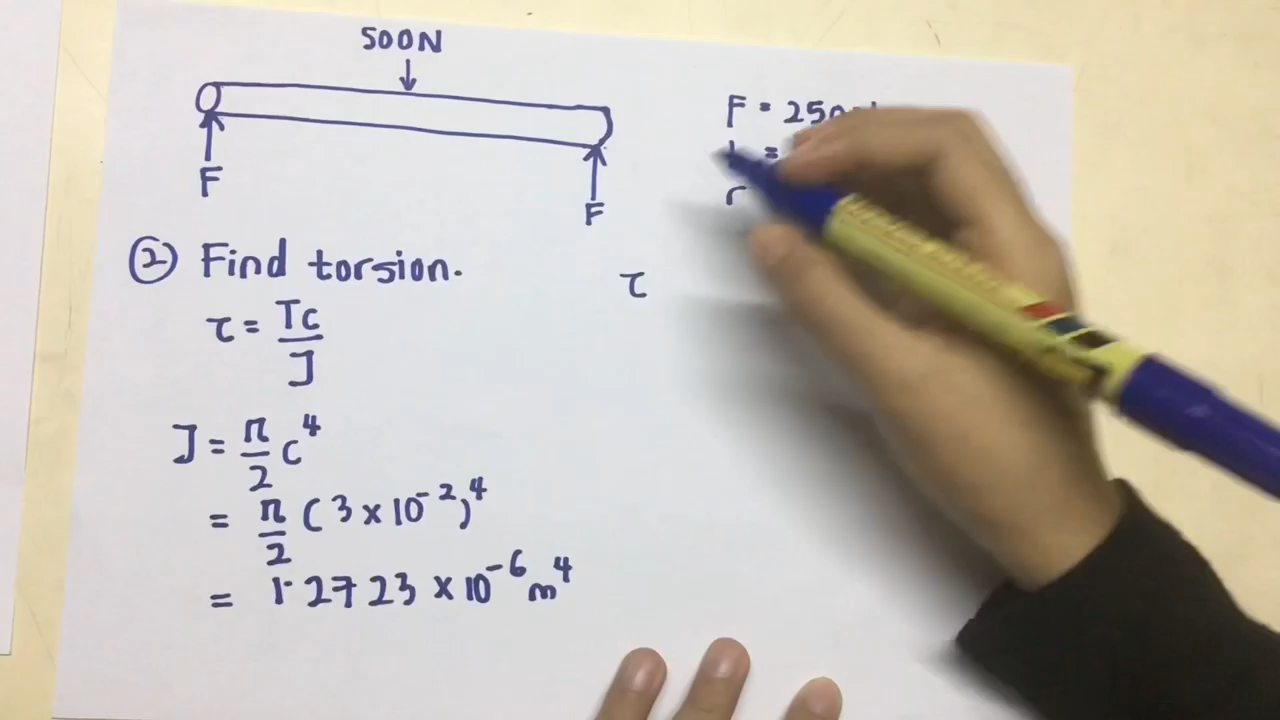 500N
F = 250
=
r
F
F
② Find torsion.
τ = Tc/J
τ
J = π/2 c⁴
= π/2 (3 × 10⁻²)⁴
= 1.2723 × 10⁻⁶ m⁴